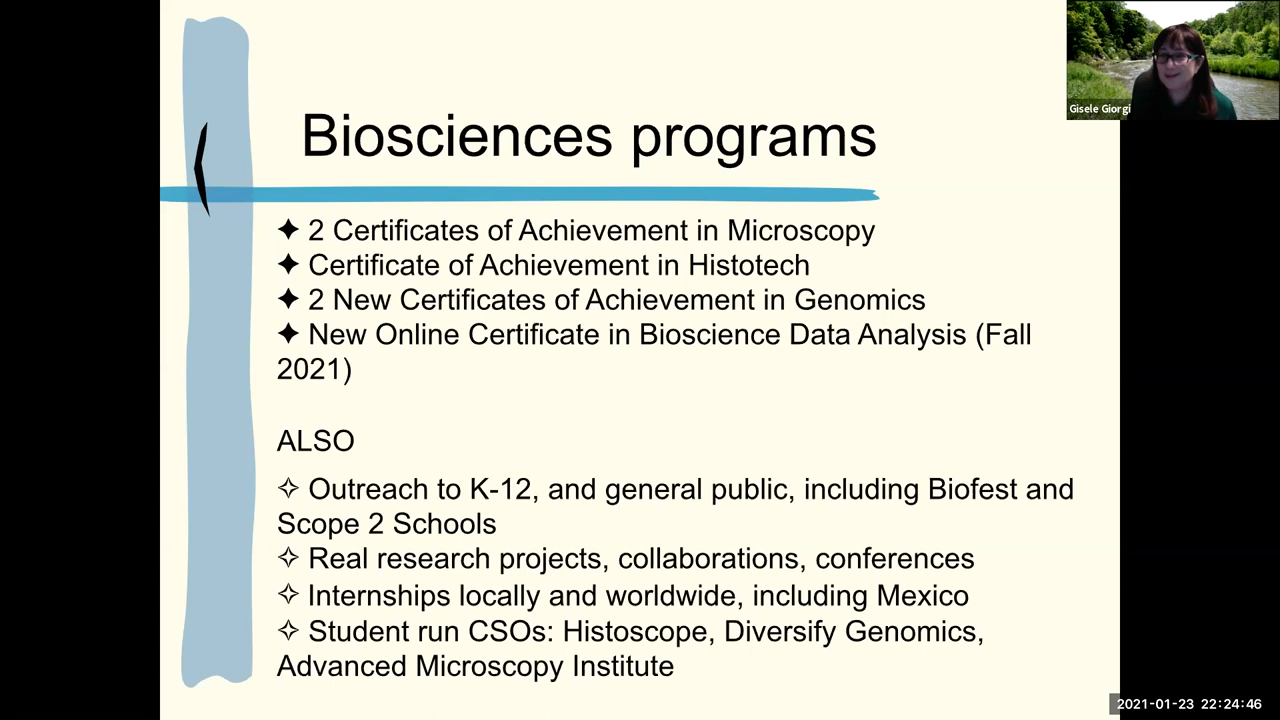 Biosciences programs
✦ 2 Certificates of Achievement in Microscopy
✦ Certificate of Achievement in Histotech
✦ 2 New Certificates of Achievement in Genomics
✦ New Online Certificate in Bioscience Data Analysis (Fall
2021)
ALSO
✧ Outreach to K-12, and general public, including Biofest and
Scope 2 Schools
✧ Real research projects, collaborations, conferences
✧ Internships locally and worldwide, including Mexico
✧ Student run CSOs: Histoscope, Diversify Genomics,
Advanced Microscopy Institute
Gisele Giorgi
2021-01-23 22:24:46